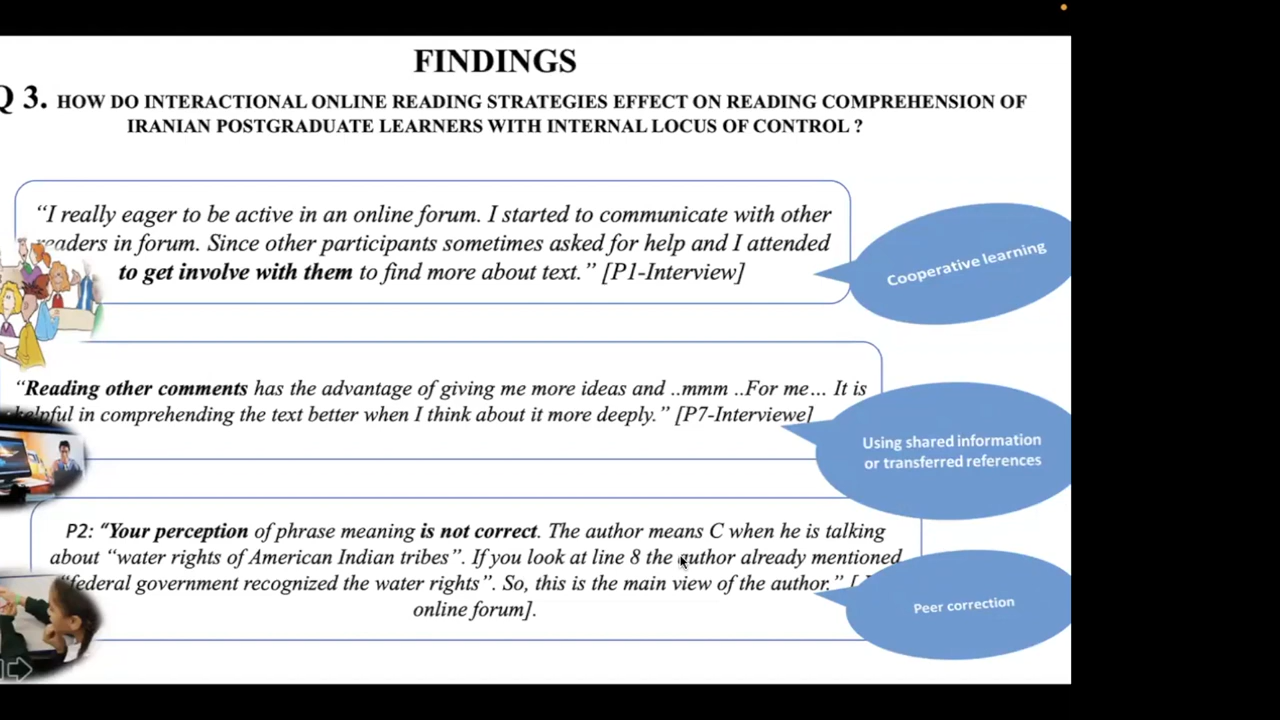 FINDINGS
Q 3. HOW DO INTERACTIONAL ONLINE READING STRATEGIES EFFECT ON READING COMPREHENSION OF
IRANIAN POSTGRADUATE LEARNERS WITH INTERNAL LOCUS OF CONTROL ?
“I really eager to be active in an online forum. I started to communicate with other
readers in forum. Since other participants sometimes asked for help and I attended
to get involve with them to find more about text.” [P1-Interview]
Cooperative learning
“Reading other comments has the advantage of giving me more ideas and ..mmm ..For me… It is
helpful in comprehending the text better when I think about it more deeply.” [P7-Interviewe]
Using shared information
or transferred references
P2: “Your perception of phrase meaning is not correct. The author means C when he is talking
about “water rights of American Indian tribes”. If you look at line 8 the author already mentioned
“federal government recognized the water rights”. So, this is the main view of the author.” [
online forum].
Peer correction